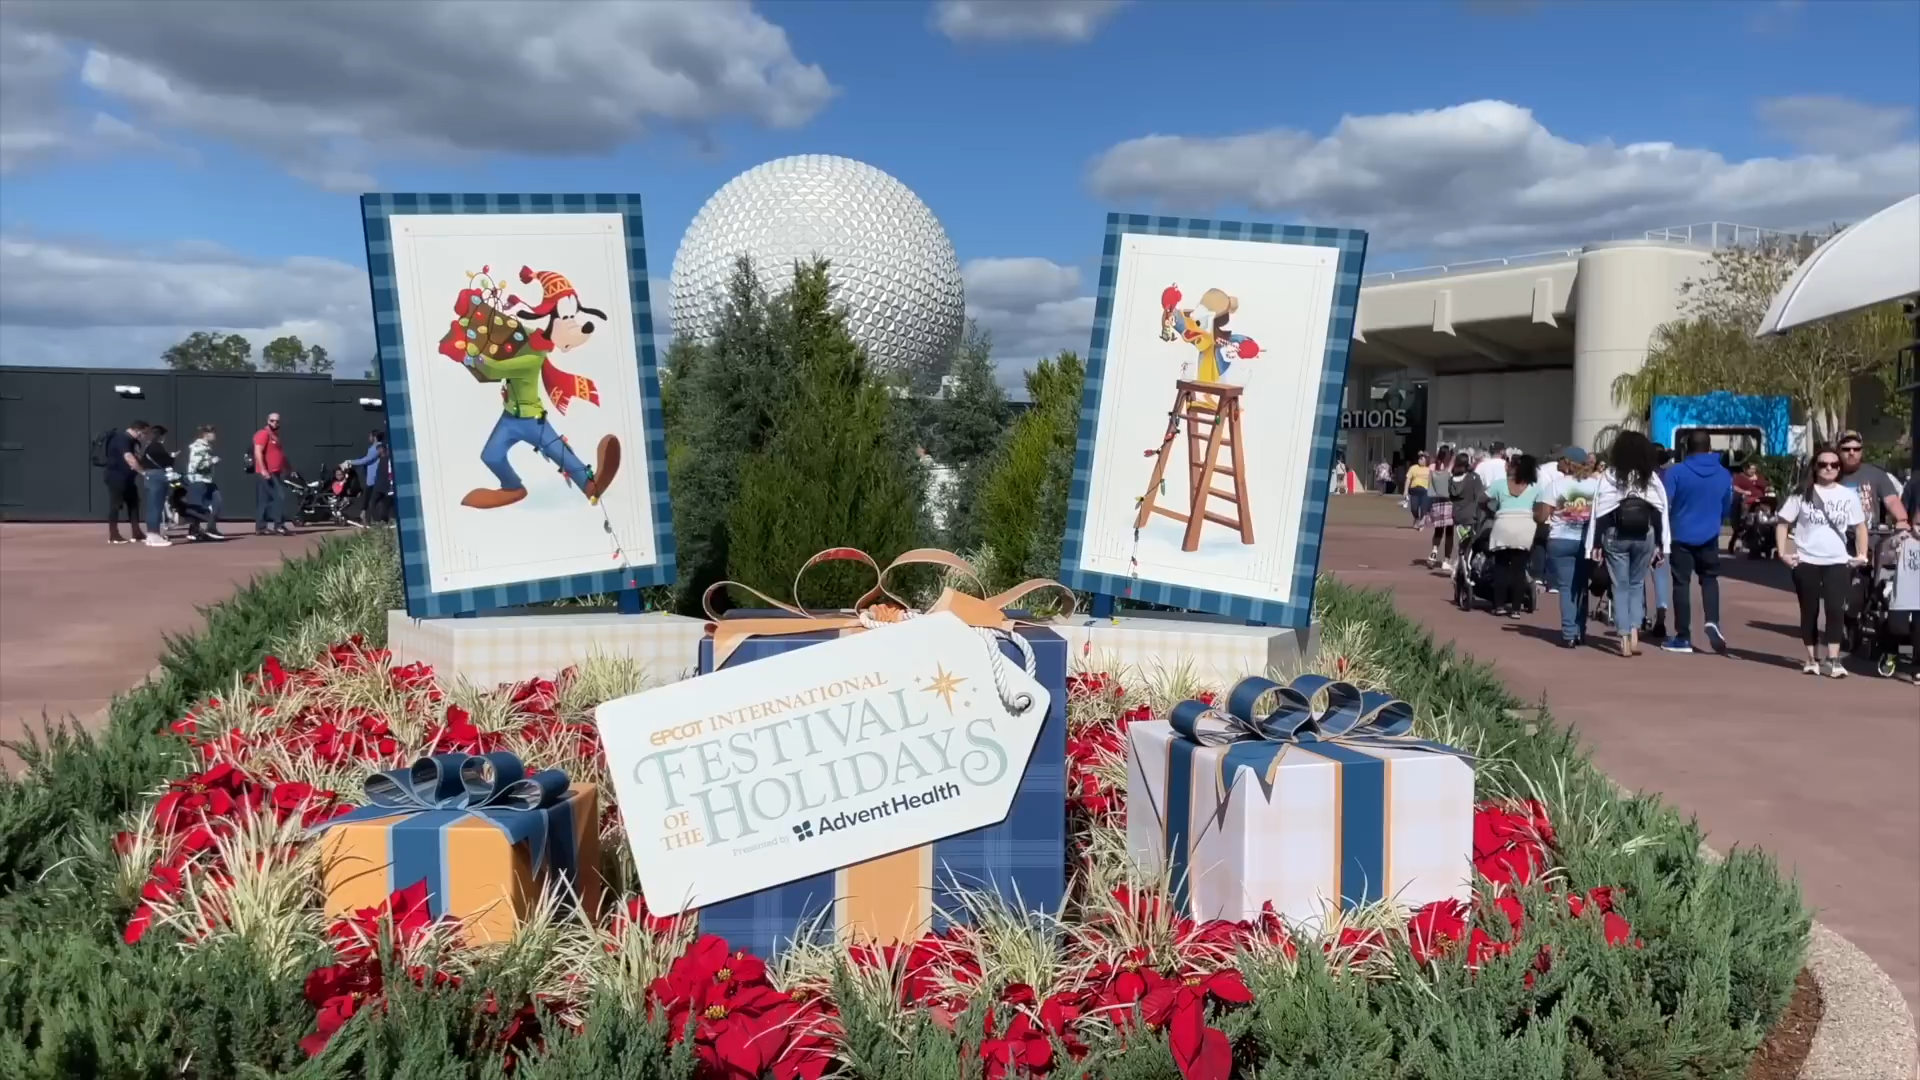 EPCOT INTERNATIONAL
FESTIVAL
OF THE HOLIDAYS
Presented by AdventHealth
ATIONS